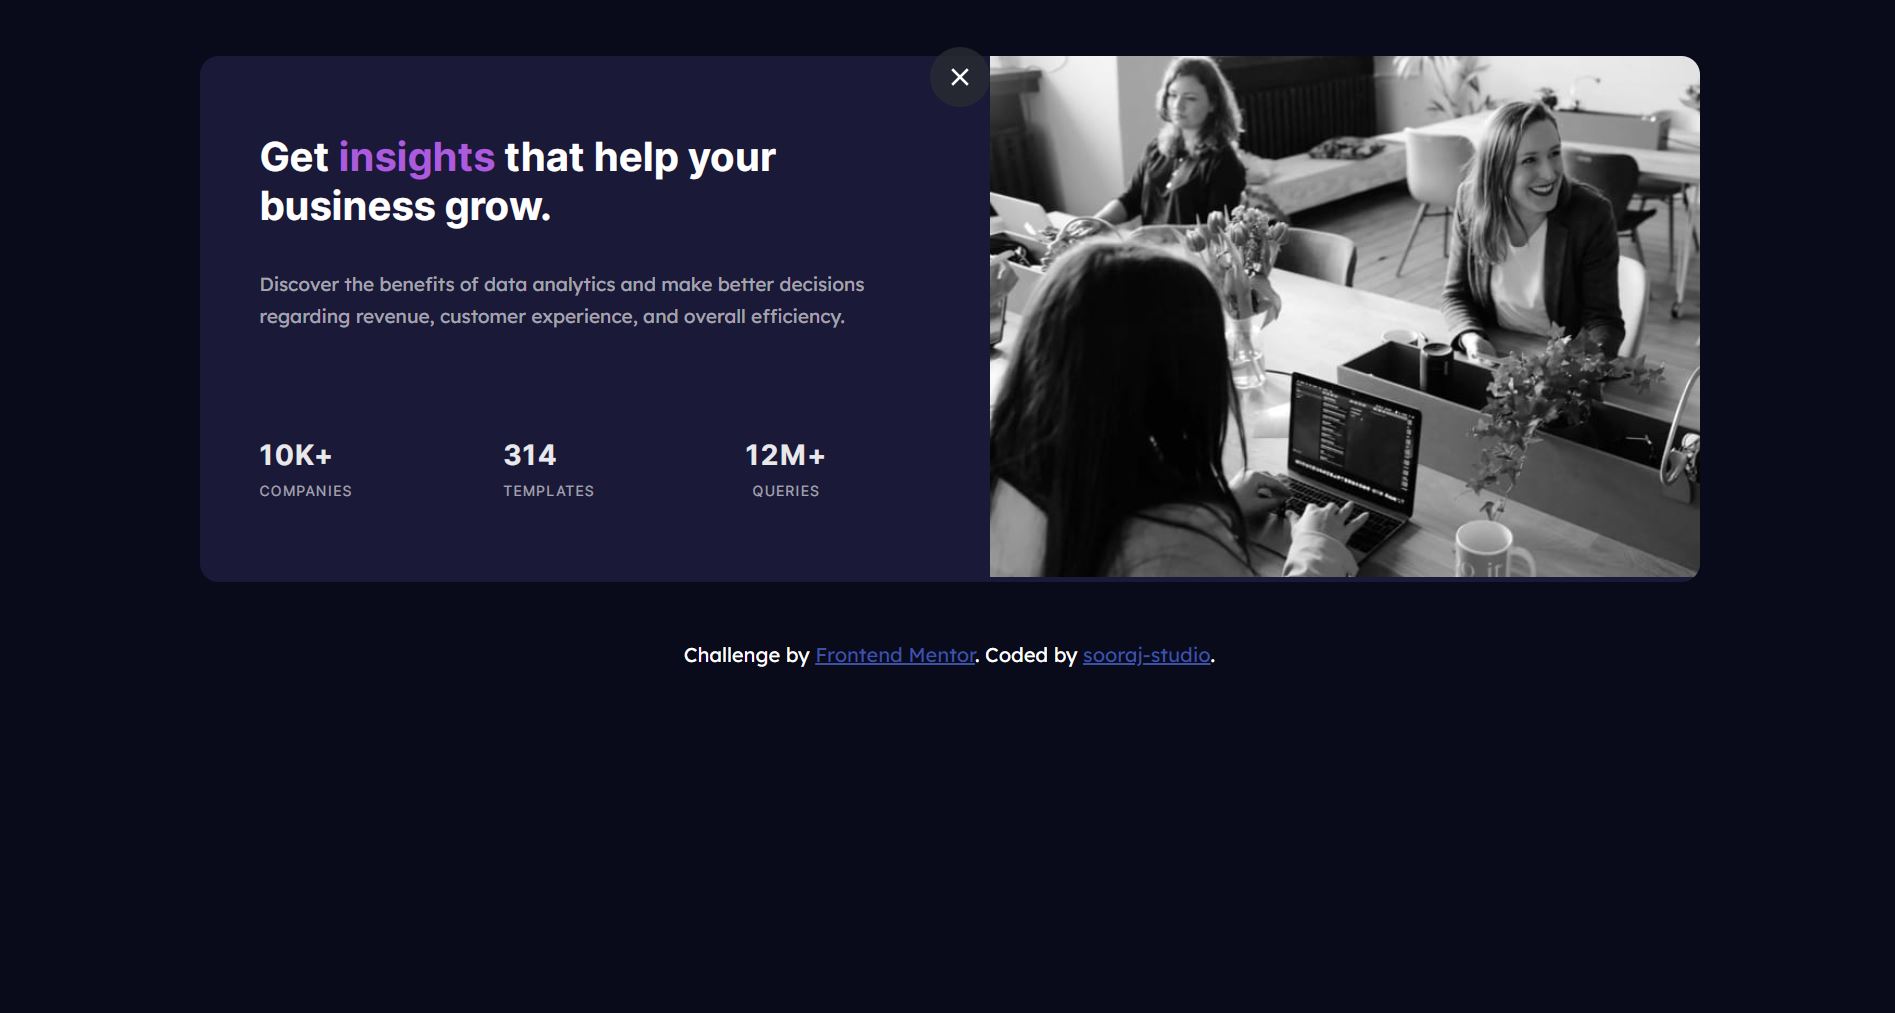 Get insights that help your
business grow.
Discover the benefits of data analytics and make better decisions
regarding revenue, customer experience, and overall efficiency.
10K+ 314 12M+
COMPANIES TEMPLATES QUERIES
Challenge by Frontend Mentor. Coded by sooraj-studio.